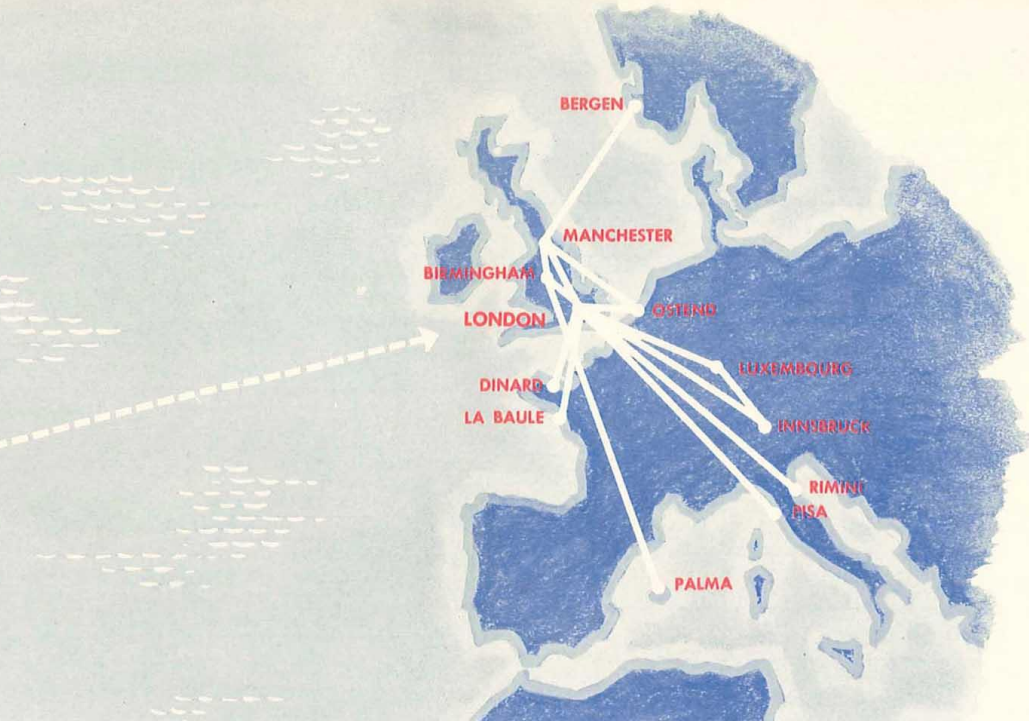 BERGEN
MANCHESTER
BIRMINGHAM
OSTEND
LONDON
LUXEMBOURG
DINARD
LA BAULE
INNSBRUCK
RIMINI
PISA
PALMA